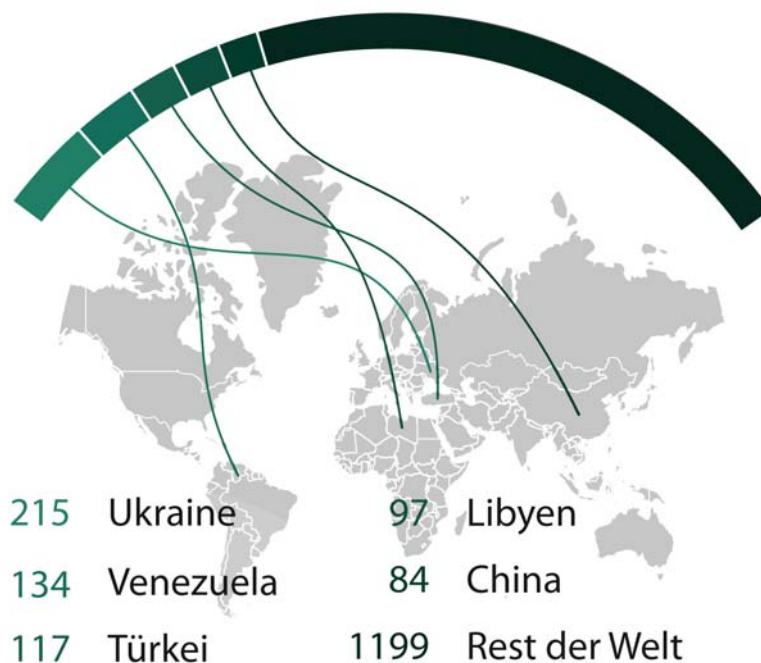 215 Ukraine
134 Venezuela
117 Türkei
97 Libyen
84 China
1199 Rest der Welt